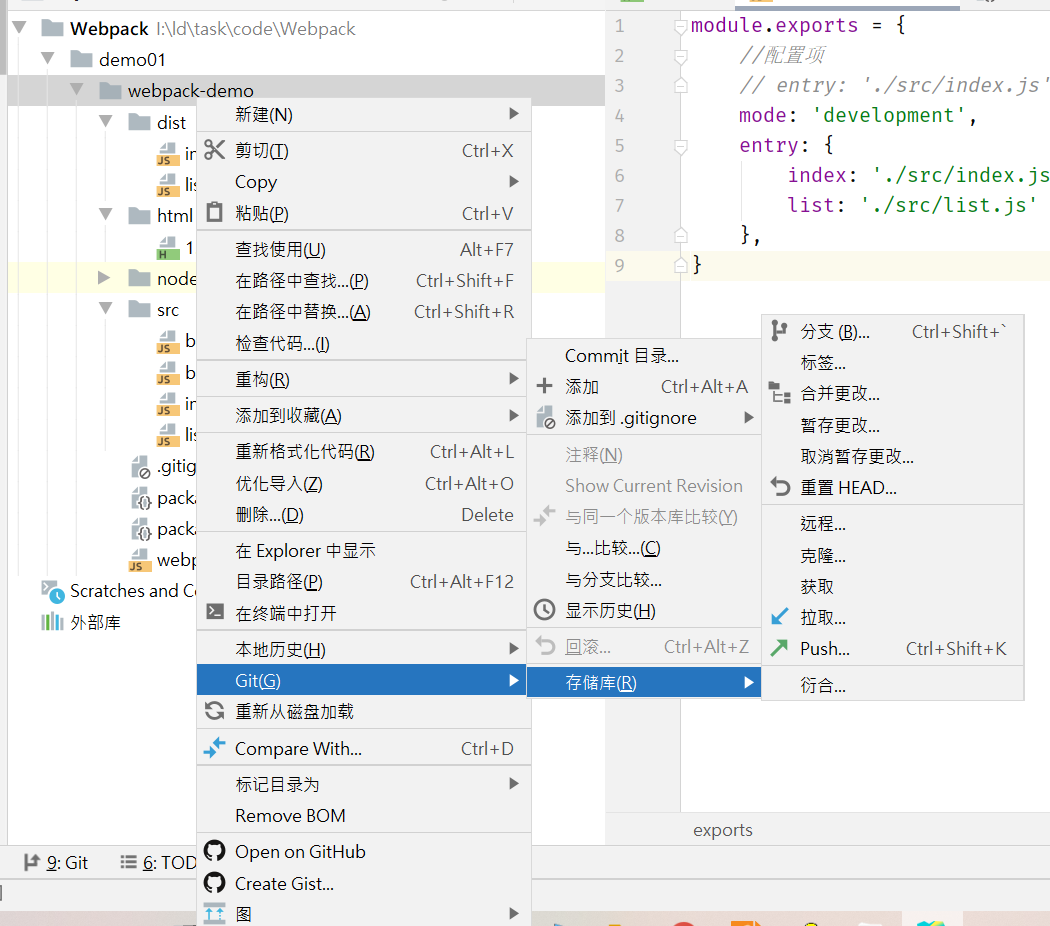 Webpack I:\ld\task\code\Webpack
demo01
webpack-demo
dist
html
1
node
src
.gitig
packa
packa
webp
Scratches and Co
外部库
新建(N)
剪切(T) Ctrl+X
Copy
粘贴(P) Ctrl+V
查找使用(U) Alt+F7
在路径中查找...(P) Ctrl+Shift+F
在路径中替换...(A) Ctrl+Shift+R
检查代码...(I)
重构(R)
添加到收藏(A)
重新格式化代码(R) Ctrl+Alt+L
优化导入(Z) Ctrl+Alt+O
删除...(D) Delete
在 Explorer 中显示
目录路径(P) Ctrl+Alt+F12
在终端中打开
本地历史(H)
Git(G)
重新从磁盘加载
Compare With... Ctrl+D
标记目录为
Remove BOM
Open on GitHub
Create Gist...
图
Commit 目录...
添加 Ctrl+Alt+A
添加到 .gitignore
注释(N)
Show Current Revision
与同一个版本库比较(Y)
与...比较...(C)
与分支比较...
显示历史(H)
回滚... Ctrl+Alt+Z
存储库(R)
分支 (B)... Ctrl+Shift+`
标签...
合并更改...
暂存更改...
取消暂存更改...
重置 HEAD...
远程...
克隆...
获取
拉取...
Push... Ctrl+Shift+K
衍合...
1 module.exports = {
2 //配置项
3 // entry: './src/index.js'
4 mode: 'development',
5 entry: {
6 index: './src/index.js
7 list: './src/list.js'
8 },
9 }
exports
9: Git 6: TOD